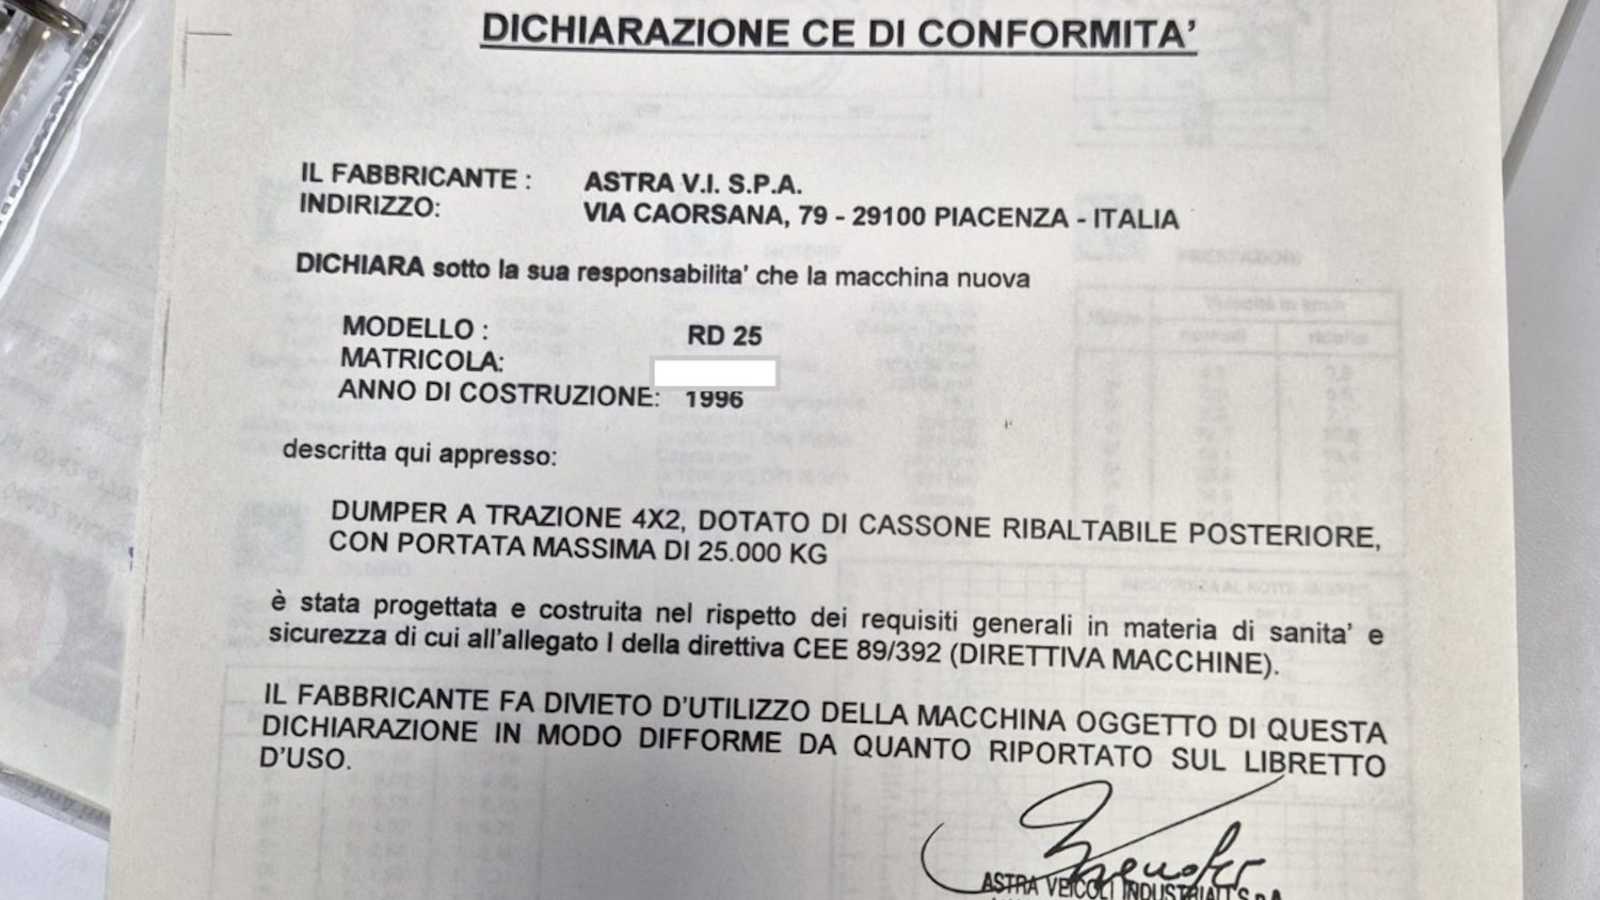 DICHIARAZIONE CE DI CONFORMITA'
IL FABBRICANTE : ASTRA V.I. S.P.A.
INDIRIZZO: VIA CAORSANA, 79 - 29100 PIACENZA - ITALIA
DICHIARA sotto la sua responsabilita' che la macchina nuova
MODELLO : RD 25
MATRICOLA:
ANNO DI COSTRUZIONE: 1996
descritta qui appresso:
DUMPER A TRAZIONE 4X2, DOTATO DI CASSONE RIBALTABILE POSTERIORE,
CON PORTATA MASSIMA DI 25.000 KG
è stata progettata e costruita nel rispetto dei requisiti generali in materia di sanita' e
sicurezza di cui all'allegato I della direttiva CEE 89/392 (DIRETTIVA MACCHINE).
IL FABBRICANTE FA DIVIETO D'UTILIZZO DELLA MACCHINA OGGETTO DI QUESTA
DICHIARAZIONE IN MODO DIFFORME DA QUANTO RIPORTATO SUL LIBRETTO
D'USO.
ASTRA VEICOLI INDUSTRIALI S.p.A.